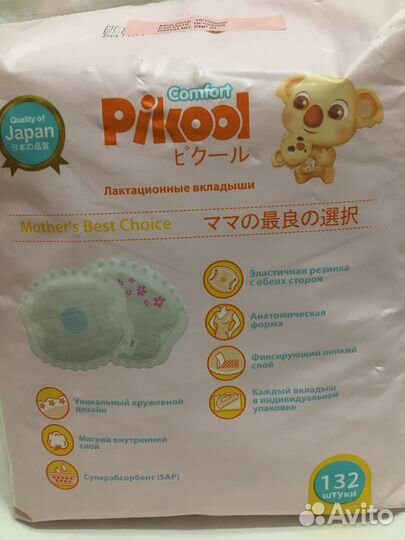 Quality of
Japan
日本の品質
Comfort
Pikool
ピクール
Лактационные вкладыши
Mother's Best Choice
ママの最良の選択
Эластичная резинка
с обеих сторон
Анатомическая
форма
Фиксирующий липкий
слой
Каждый вкладыш
в индивидуальной
упаковке
Уникальный кружевной
дизайн
Мягкий внутренний
слой
Суперабсорбент (SAP)
132
штуки
Avito